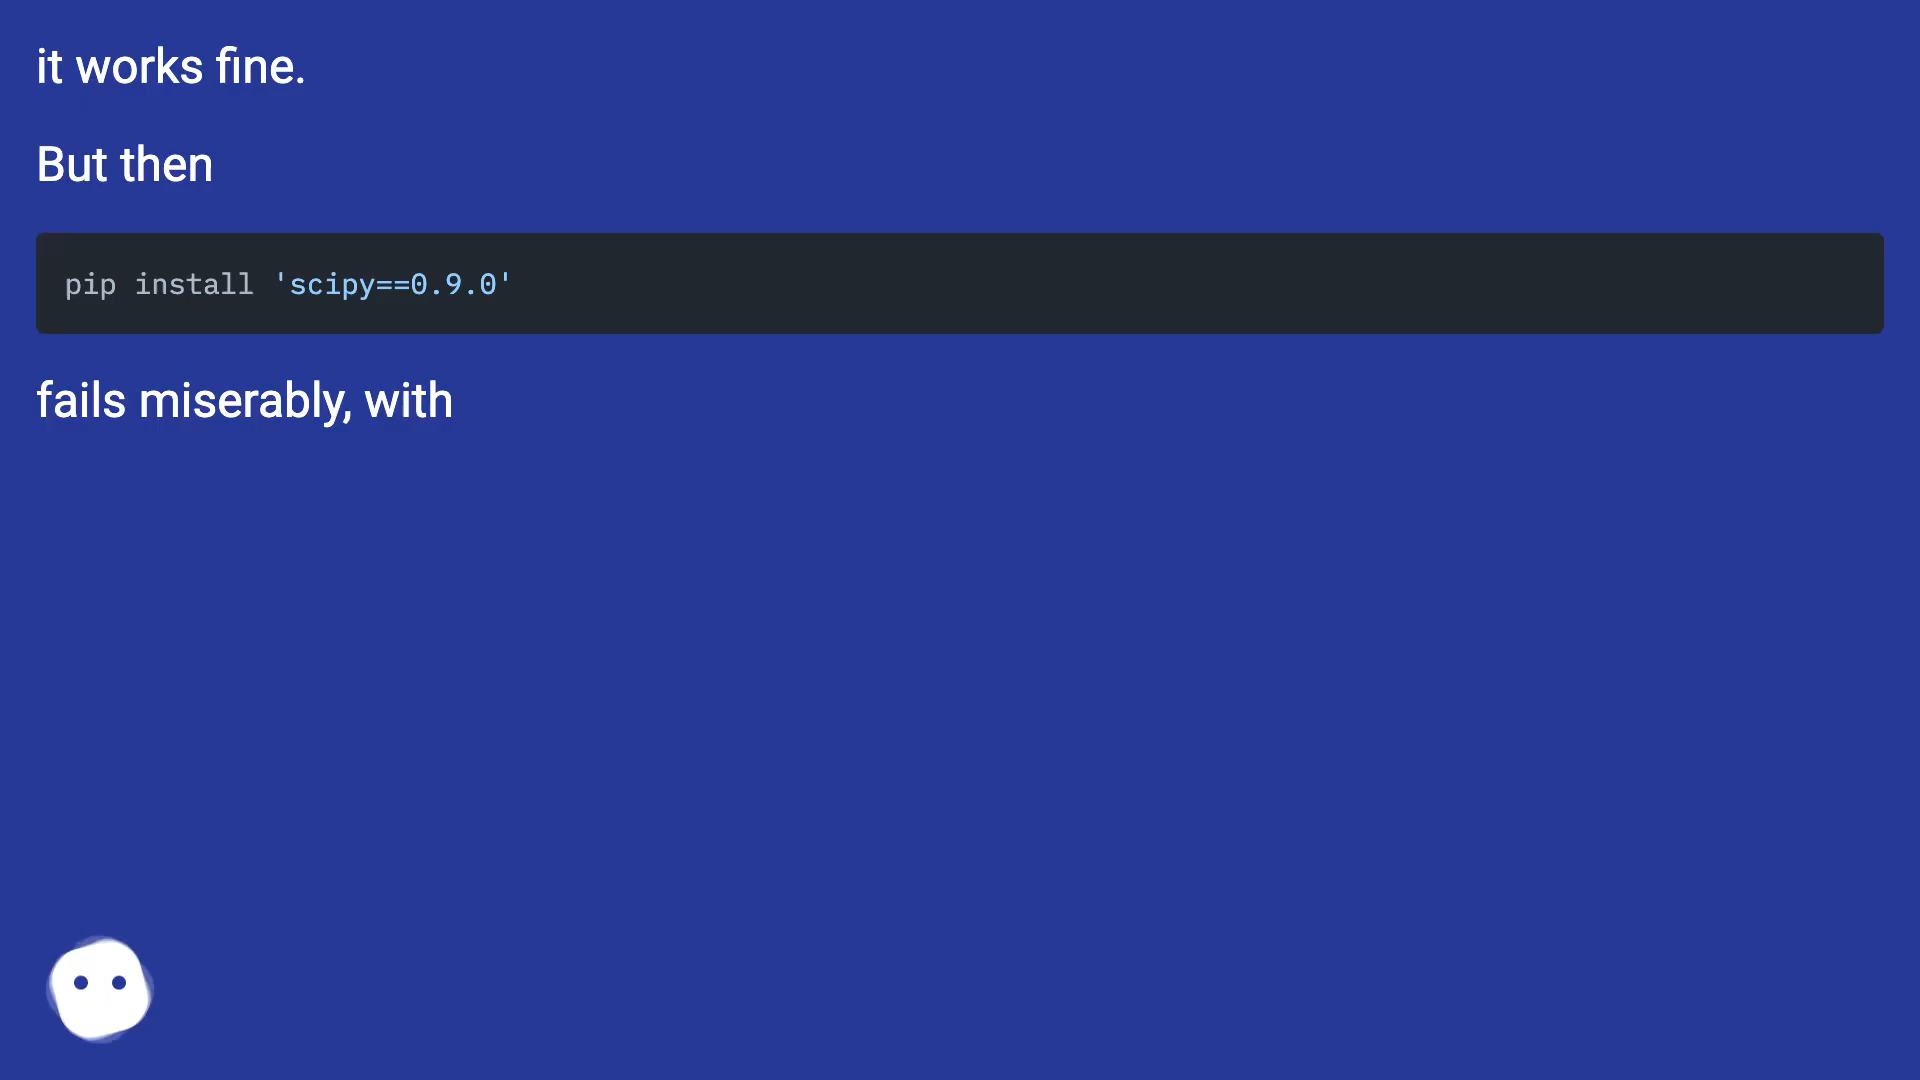 it works fine.
But then
pip install 'scipy==0.9.0'
fails miserably, with